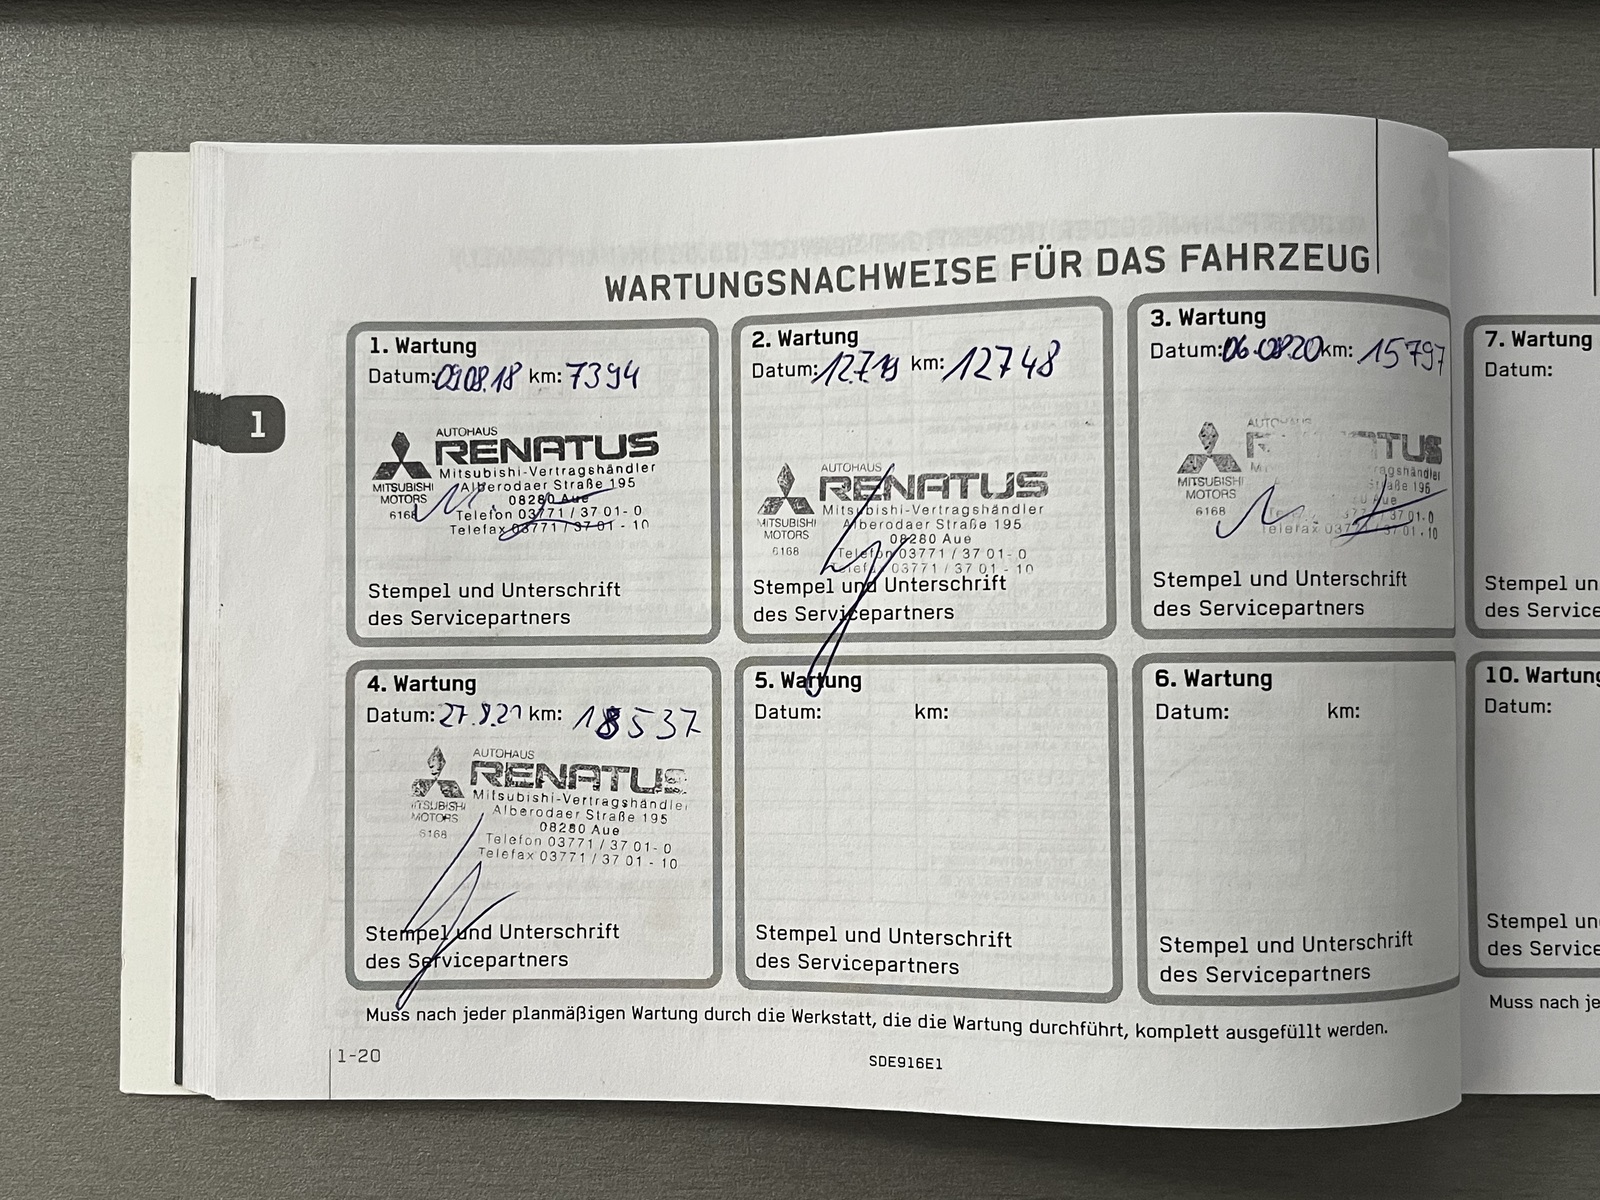 WARTUNGSNACHWEISE FÜR DAS FAHRZEUG
1
1. Wartung
Datum: 09.08.18 km: 7394
AUTOHAUS
RENATUS
Mitsubishi-Vertragshändler
MITSUBISHI
MOTORS
6168
Alberodaer Straße 195
08280 Aue
Telefon 03771 / 37 01- 0
Telefax 03771 / 37 01 - 10
Stempel und Unterschrift
des Servicepartners
2. Wartung
Datum: 12.7.19 km: 12748
AUTOHAUS
RENATUS
Mitsubishi-Vertragshändler
MITSUBISHI
MOTORS
6168
Alberodaer Straße 195
08280 Aue
Telefon 03771 / 37 01- 0
Telefax 03771 / 37 01 - 10
Stempel und Unterschrift
des Servicepartners
3. Wartung
Datum: 06.08.20 km: 15797
MITSUBISHI
MOTORS
6168
Aue
Telefax
Stempel und Unterschrift
des Servicepartners
4. Wartung
Datum: 27.9.21 km: 18537
AUTOHAUS
RENATUS
Mitsubishi-Vertragshändler
MITSUBISHI
MOTORS
6168
Alberodaer Straße 195
08280 Aue
Telefon 03771 / 37 01- 0
Telefax 03771 / 37 01 - 10
Stempel und Unterschrift
des Servicepartners
5. Wartung
Datum: km:
Stempel und Unterschrift
des Servicepartners
6. Wartung
Datum: km:
Stempel und Unterschrift
des Servicepartners
Muss nach jeder planmäßigen Wartung durch die Werkstatt, die die Wartung durchführt, komplett ausgefüllt werden.
1-20
SDE916E1
7. Wartung
Datum:
Stempel un
des Service
10. Wartung
Datum:
Stempel un
des Service
Muss nach je